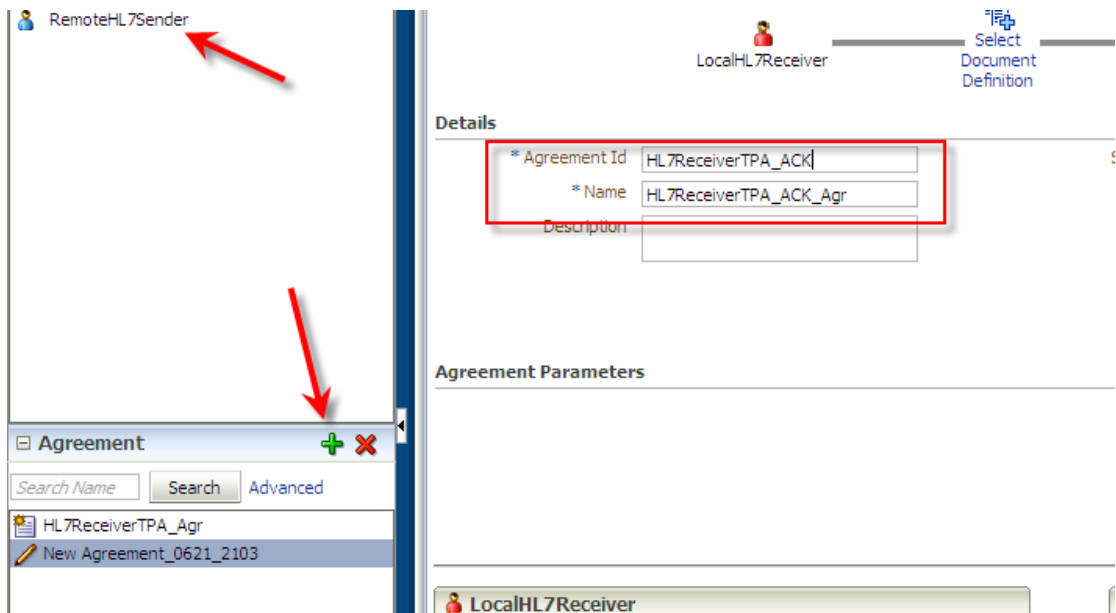 RemoteHL7Sender
Agreement
Search Name Search Advanced
HL7ReceiverTPA_Agr
New Agreement_0621_2103
LocalHL7Receiver
Select
Document
Definition
Details
* Agreement Id HL7ReceiverTPA_ACK
* Name HL7ReceiverTPA_ACK_Agr
Description
Agreement Parameters
LocalHL7Receiver